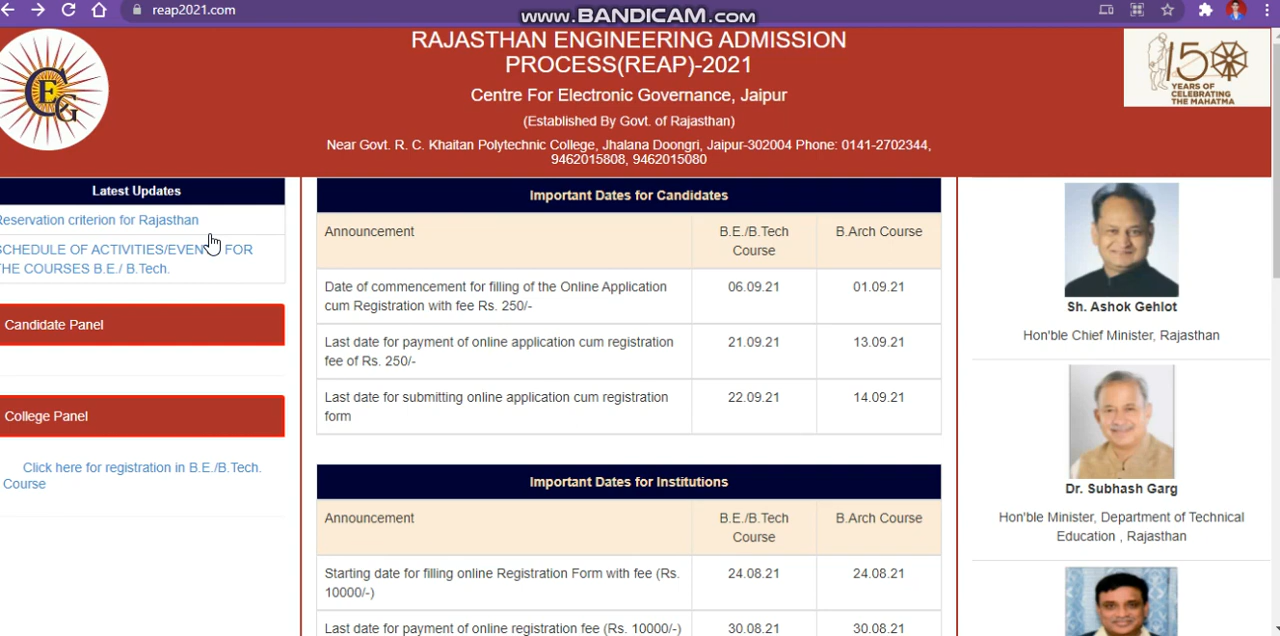 reap2021.com
www.BANDICAM.com
RAJASTHAN ENGINEERING ADMISSION
PROCESS(REAP)-2021
Centre For Electronic Governance, Jaipur
(Established By Govt. of Rajasthan)
Near Govt. R. C. Khaitan Polytechnic College, Jhalana Doongri, Jaipur-302004 Phone: 0141-2702344,
9462015808, 9462015080
CEG
150
YEARS OF
CELEBRATING
THE MAHATMA
Latest Updates
Reservation criterion for Rajasthan
SCHEDULE OF ACTIVITIES/EVEN FOR
THE COURSES B.E./ B.Tech.
Candidate Panel
College Panel
Click here for registration in B.E./B.Tech.
Course
Important Dates for Candidates
Announcement B.E./B.Tech Course B.Arch Course
Date of commencement for filling of the Online Application 06.09.21 01.09.21
cum Registration with fee Rs. 250/-
Last date for payment of online application cum registration 21.09.21 13.09.21
fee of Rs. 250/-
Last date for submitting online application cum registration 22.09.21 14.09.21
form
Important Dates for Institutions
Announcement B.E./B.Tech Course B.Arch Course
Starting date for filling online Registration Form with fee (Rs. 24.08.21 24.08.21
10000/-)
Last date for payment of online registration fee (Rs. 10000/-) 30.08.21 30.08.21
Sh. Ashok Gehlot
Hon'ble Chief Minister, Rajasthan
Dr. Subhash Garg
Hon'ble Minister, Department of Technical
Education , Rajasthan